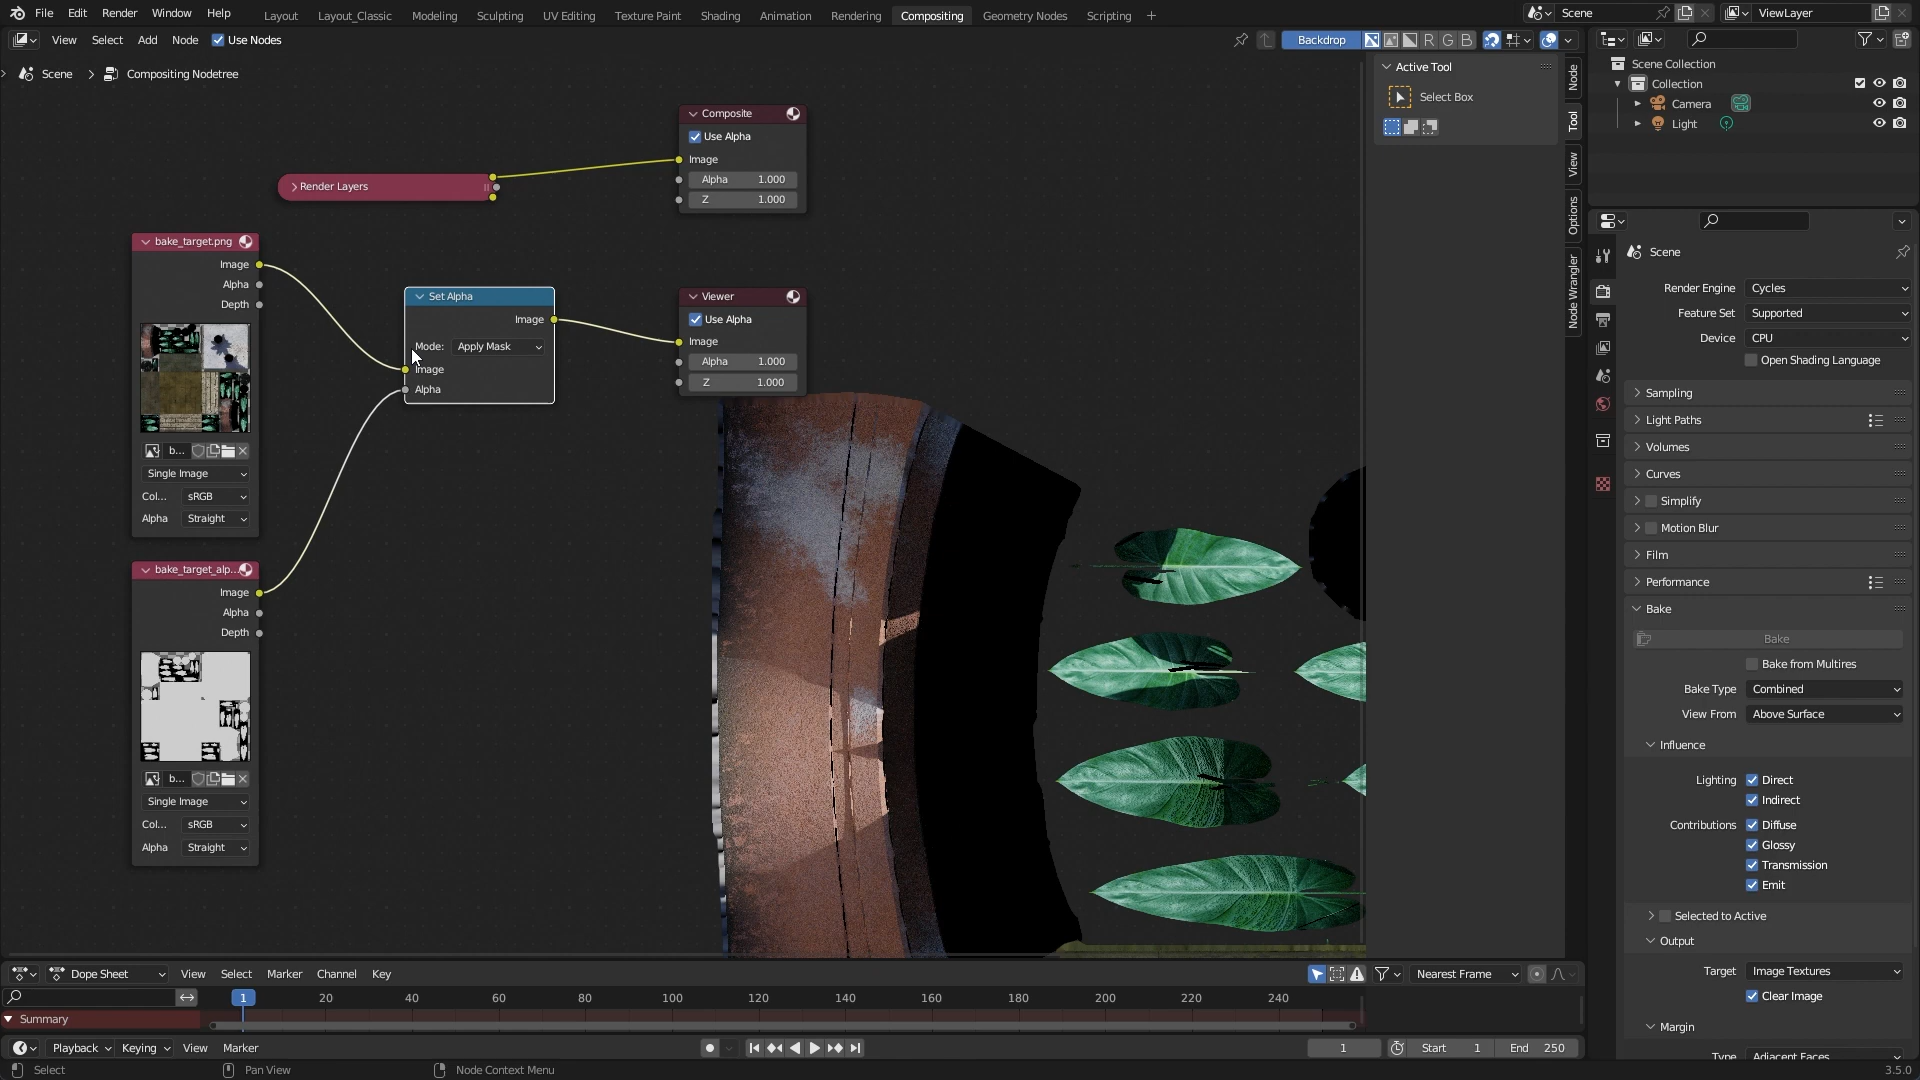 File Edit Render Window Help Layout Layout_Classic Modeling Sculpting UV Editing Texture Paint Shading Animation Rendering Compositing Geometry Nodes Scripting + Scene ViewLayer
View Select Add Node Use Nodes Backdrop R G B
Scene > Compositing Nodetree
Active Tool
Select Box
Node
Tool
View
Options
Node Wrangler
Scene Collection
Collection
Camera
Light
Composite
Use Alpha
Image
Alpha 1.000
Z 1.000
Render Layers
bake_target.png
Image
Alpha
Depth
b...
Single Image
Col... sRGB
Alpha Straight
Set Alpha
Image
Mode: Apply Mask
Image
Alpha
Viewer
Use Alpha
Image
Alpha 1.000
Z 1.000
bake_target_alp...
Image
Alpha
Depth
b...
Single Image
Col... sRGB
Alpha Straight
Scene
Render Engine Cycles
Feature Set Supported
Device CPU
Open Shading Language
Sampling
Light Paths
Volumes
Curves
Simplify
Motion Blur
Film
Performance
Bake
Bake
Bake from Multires
Bake Type Combined
View From Above Surface
Influence
Lighting Direct
Indirect
Contributions Diffuse
Glossy
Transmission
Emit
Selected to Active
Output
Target Image Textures
Clear Image
Margin
Type Adjacent Faces
Dope Sheet View Select Marker Channel Key Nearest Frame
1 20 40 60 80 100 120 140 160 180 200 220 240
Summary
Playback Keying View Marker 1 Start 1 End 250
Select Pan View Node Context Menu 3.5.0